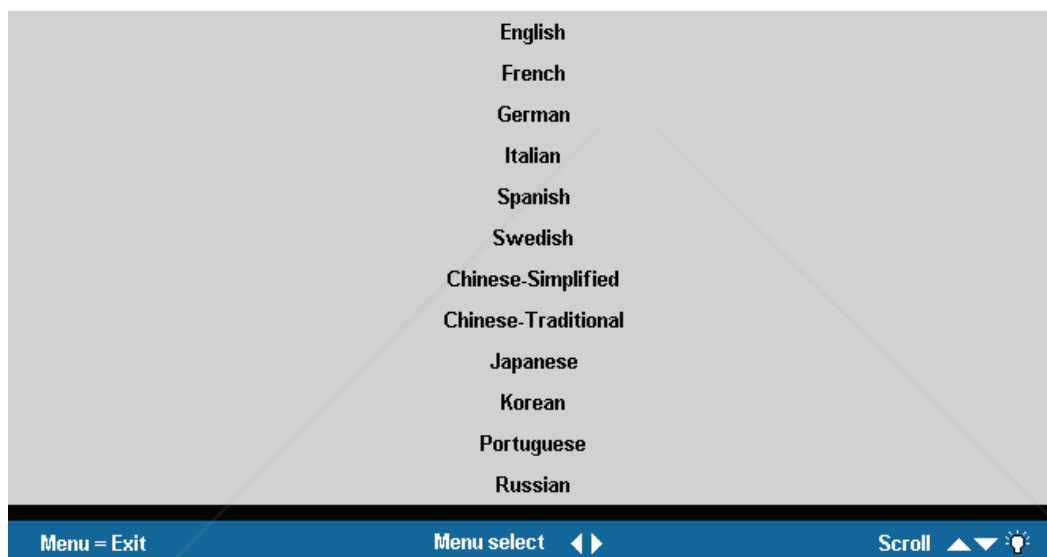 English
French
German
Italian
Spanish
Swedish
Chinese-Simplified
Chinese-Traditional
Japanese
Korean
Portuguese
Russian
Menu = Exit Menu select Scroll